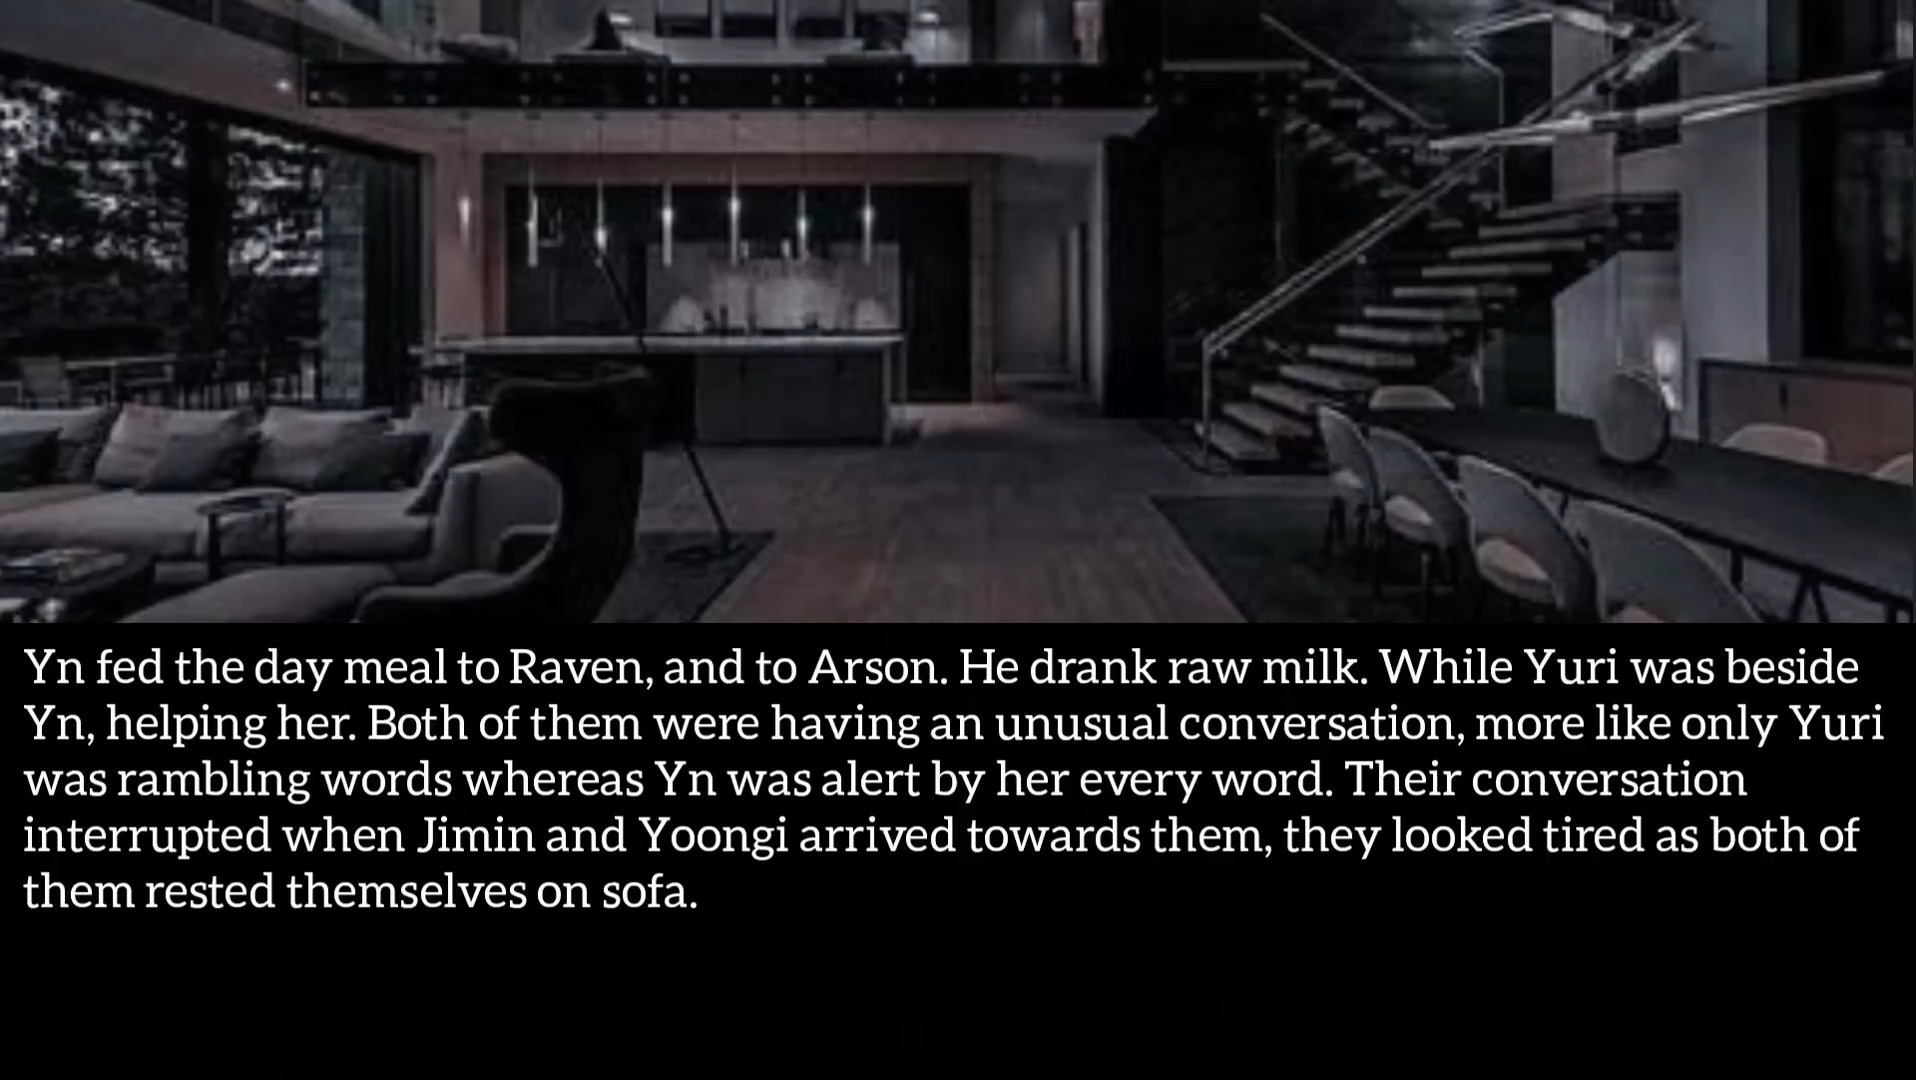 Yn fed the day meal to Raven, and to Arson. He drank raw milk. While Yuri was beside
Yn, helping her. Both of them were having an unusual conversation, more like only Yuri
was rambling words whereas Yn was alert by her every word. Their conversation
interrupted when Jimin and Yoongi arrived towards them, they looked tired as both of
them rested themselves on sofa.